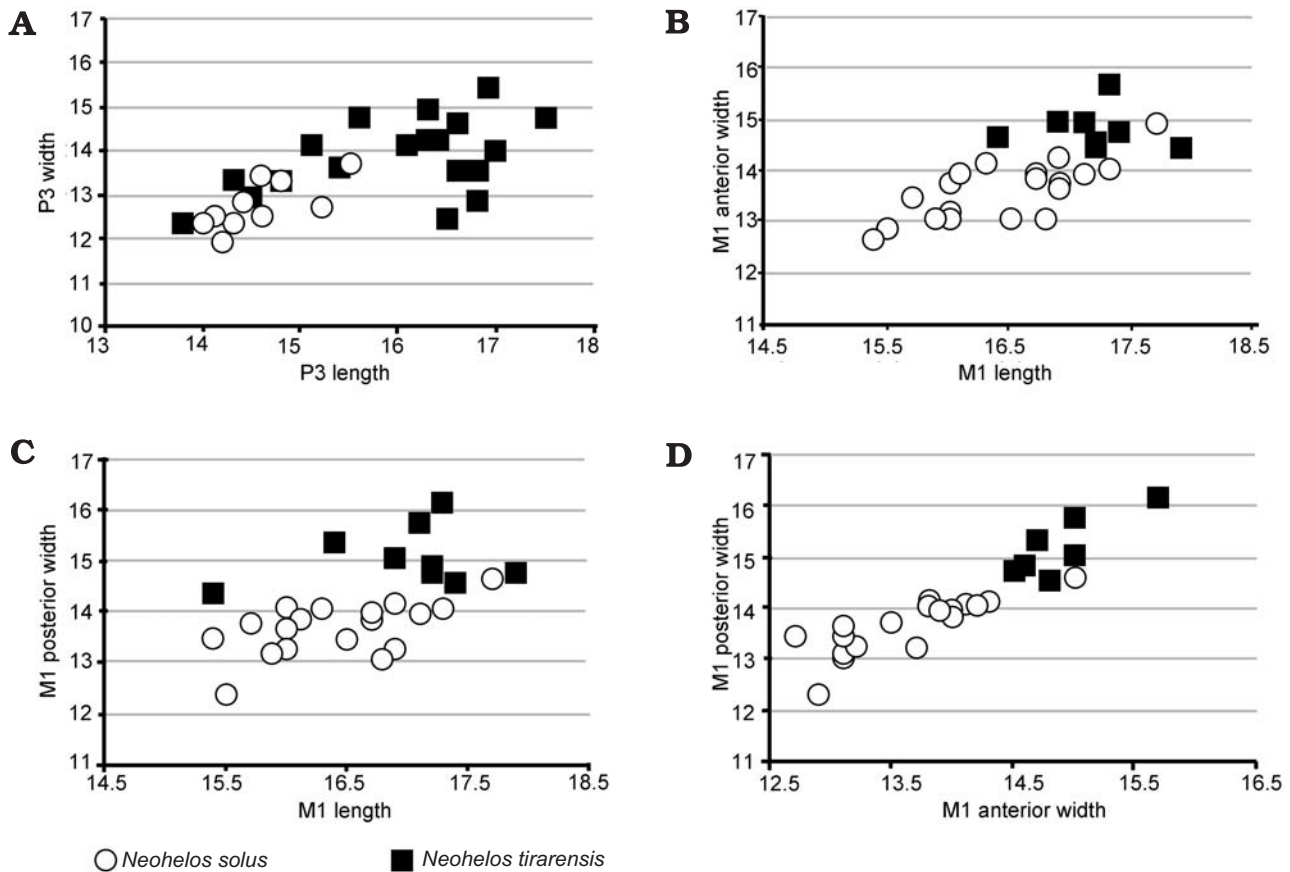 A
17
16
15
14
13
12
11
10
P3 width
13 14 15 16 17 18
P3 length
B
17
16
15
14
13
12
11
M1 anterior width
14.5 15.5 16.5 17.5 18.5
M1 length
C
17
16
15
14
13
12
11
M1 posterior width
14.5 15.5 16.5 17.5 18.5
M1 length
D
17
16
15
14
13
12
11
M1 posterior width
12.5 13.5 14.5 15.5 16.5
M1 anterior width
Neohelos solus Neohelos tirarensis